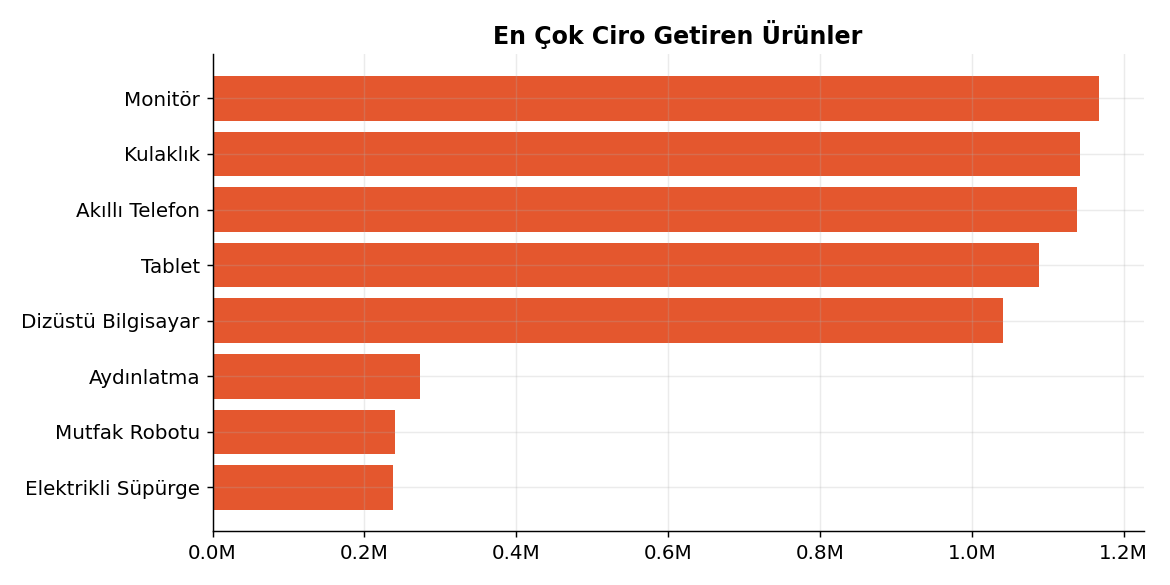 En Çok Ciro Getiren Ürünler
Monitör
Kulaklık
Akıllı Telefon
Tablet
Dizüstü Bilgisayar
Aydınlatma
Mutfak Robotu
Elektrikli Süpürge
0.0M 0.2M 0.4M 0.6M 0.8M 1.0M 1.2M